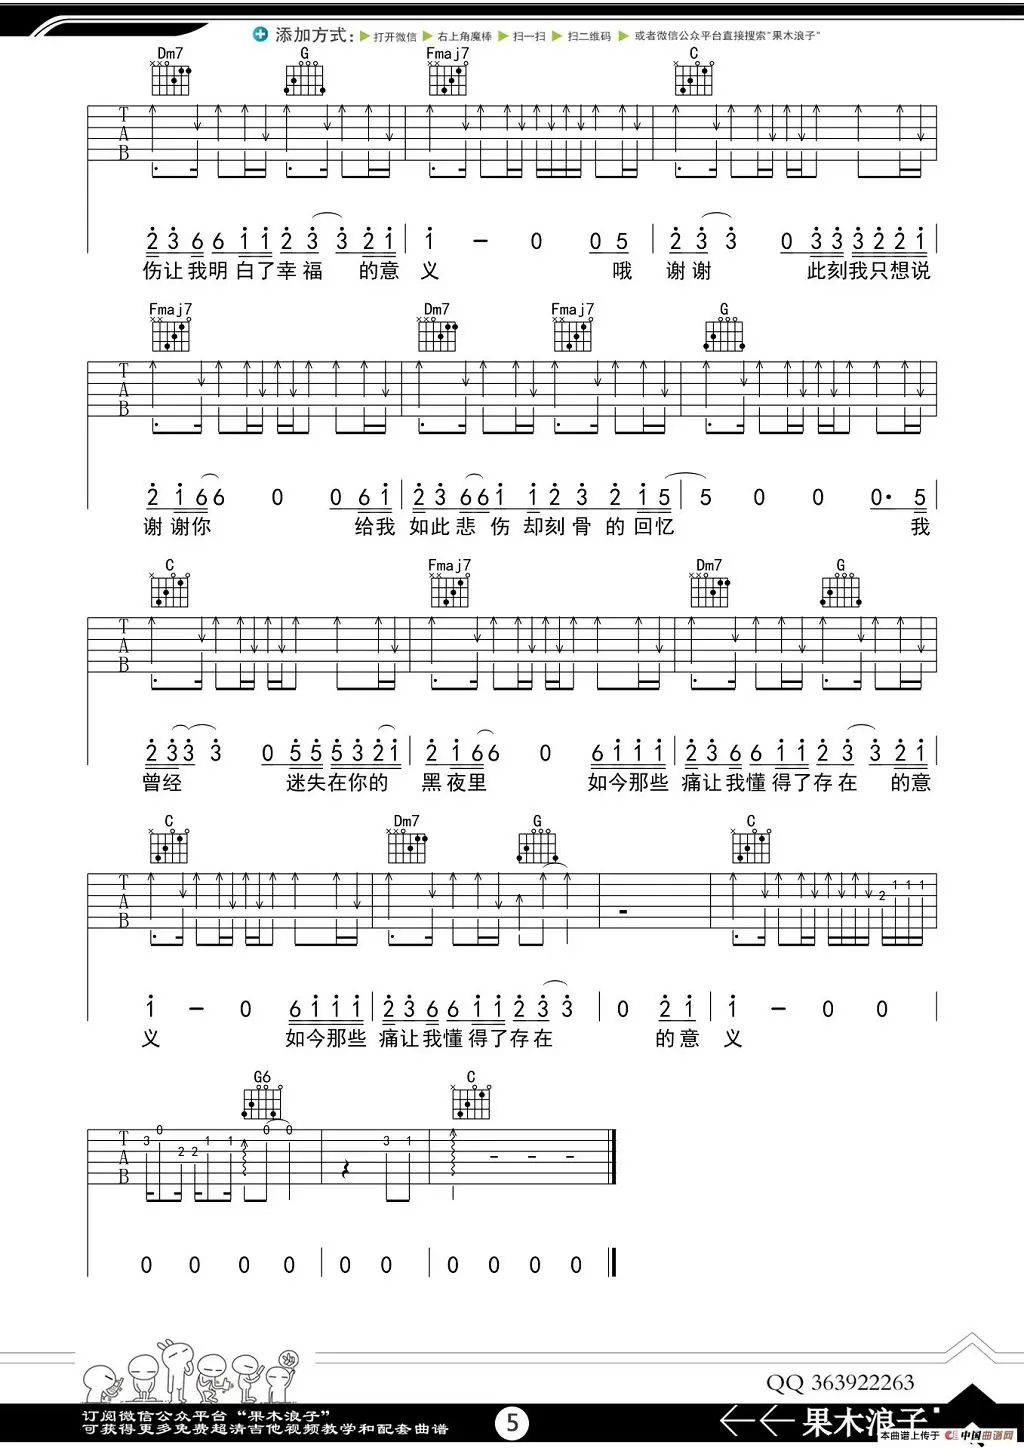 添加方式: ▶ 打开微信 ▶ 右上角魔棒 ▶ 扫一扫 ▶ 扫二维码 ▶ 或者微信公众平台直接搜索"果木浪子"
Dm7 G Fmaj7 C
T A B
2 3 6 6 1 1 2 3 3 2 1 | 1 - 0 0 5 | 2 3 3 0 3 3 3 2 2 1
伤让我明白了幸福 的意 义 哦 谢谢 此刻我只想说
Fmaj7 Dm7 Fmaj7 G
T A B
2 1 6 6 0 0 6 1 | 2 3 6 6 1 1 2 3 2 1 5 | 5 0 0 0· 5
谢谢你 给我 如此悲伤却刻骨的回忆 我
C Fmaj7 Dm7 G
T A B
2 3 3 3 0 5 5 5 3 2 1 | 2 1 6 6 0 6 1 1 1 | 2 3 6 6 1 1 2 3 3 2 1
曾经 迷失在你的 黑夜里 如今那些 痛让我懂得了存在 的意
C Dm7 G C
T A B 2 1 1 1
1 - 0 6 1 1 1 | 2 3 6 6 1 1 2 3 3 | 0 2 1 | 1 - 0 0
义 如今那些 痛让我懂得了存在 的意 义
G6 C
T A B 3 0 2 2 1 1 0 0 3 1 - - -
0 0 0 0 | 0 0 | 0 0 0 0
QQ 363922263
订阅微信公众平台“果木浪子”
可获得更多免费超清吉他视频教学和配套曲谱
5
果木浪子
本曲谱上传于 中国曲谱网